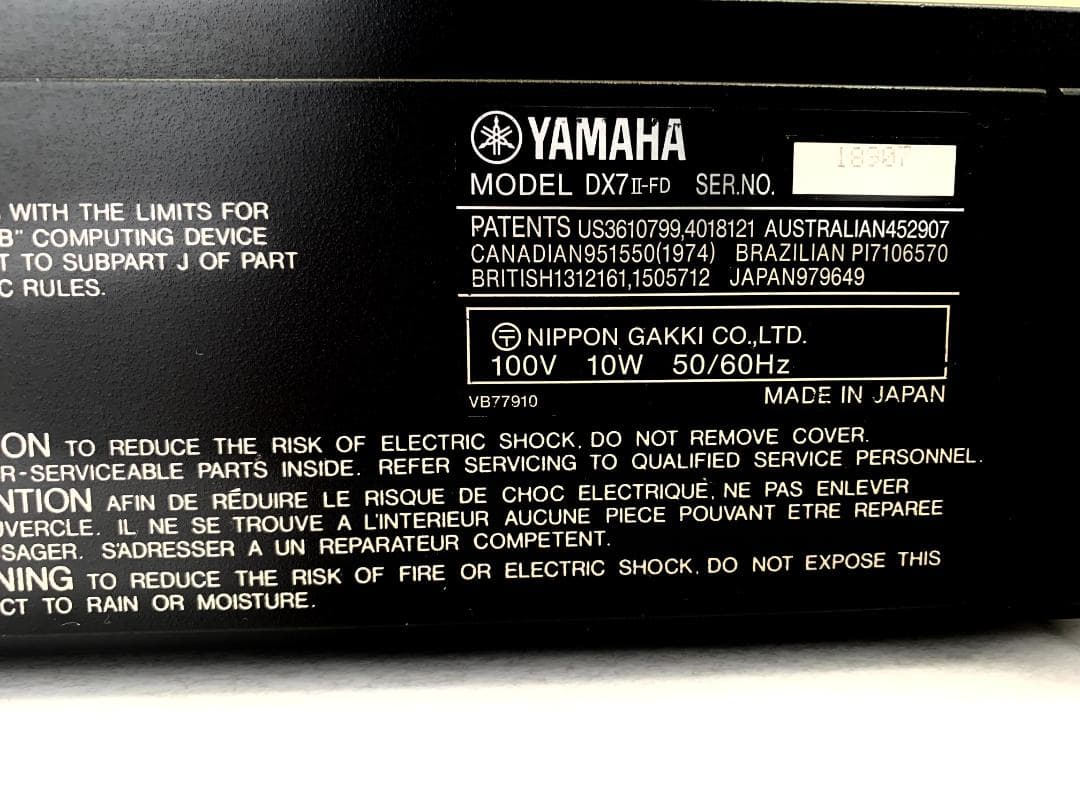 YAMAHA
MODEL DX7II-FD SER.NO.
PATENTS US3610799,4018121 AUSTRALIAN452907
CANADIAN951550(1974) BRAZILIAN PI7106570
BRITISH1312161,1505712 JAPAN979649
NIPPON GAKKI CO.,LTD.
100V 10W 50/60Hz
VB77910 MADE IN JAPAN
WITH THE LIMITS FOR
B" COMPUTING DEVICE
T TO SUBPART J OF PART
C RULES.
ON TO REDUCE THE RISK OF ELECTRIC SHOCK, DO NOT REMOVE COVER.
R-SERVICEABLE PARTS INSIDE. REFER SERVICING TO QUALIFIED SERVICE PERSONNEL.
NTION AFIN DE RÉDUIRE LE RISQUE DE CHOC ELECTRIQUE, NE PAS ENLEVER
UVERCLE. IL NE SE TROUVE A L'INTERIEUR AUCUNE PIECE POUVANT ETRE REPAREE
SAGER. S'ADRESSER A UN REPARATEUR COMPETENT.
NING TO REDUCE THE RISK OF FIRE OR ELECTRIC SHOCK, DO NOT EXPOSE THIS
CT TO RAIN OR MOISTURE.